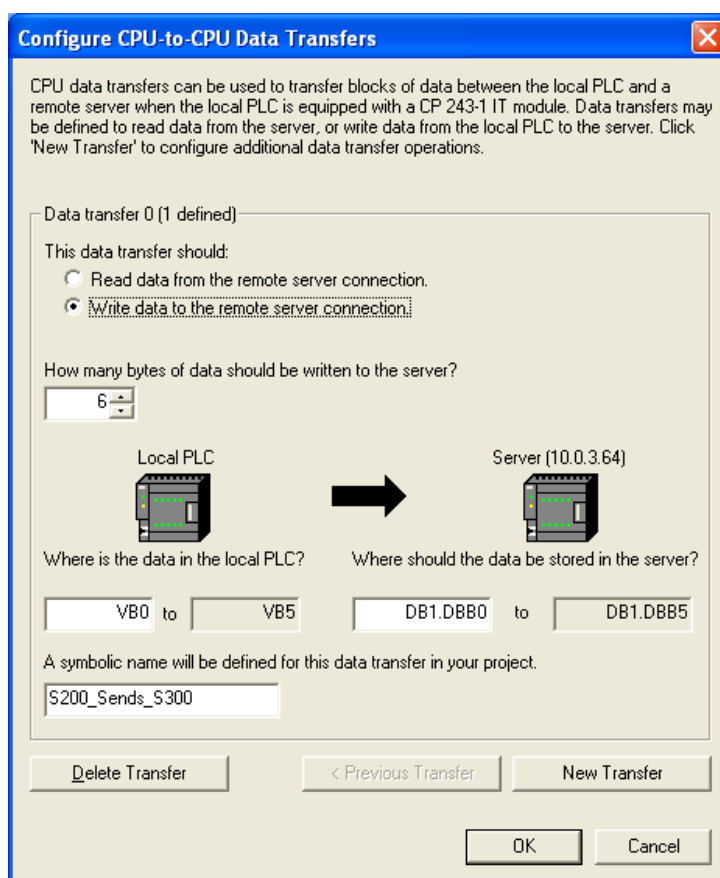 Configure CPU-to-CPU Data Transfers
CPU data transfers can be used to transfer blocks of data between the local PLC and a
remote server when the local PLC is equipped with a CP 243-1 IT module. Data transfers may
be defined to read data from the server, or write data from the local PLC to the server. Click
'New Transfer' to configure additional data transfer operations.
Data transfer 0 (1 defined)
This data transfer should:
Read data from the remote server connection.
Write data to the remote server connection.
How many bytes of data should be written to the server?
6
Local PLC Server (10.0.3.64)
Where is the data in the local PLC? Where should the data be stored in the server?
VB0 to VB5 DB1.DBB0 to DB1.DBB5
A symbolic name will be defined for this data transfer in your project.
S200_Sends_S300
Delete Transfer < Previous Transfer New Transfer
OK Cancel